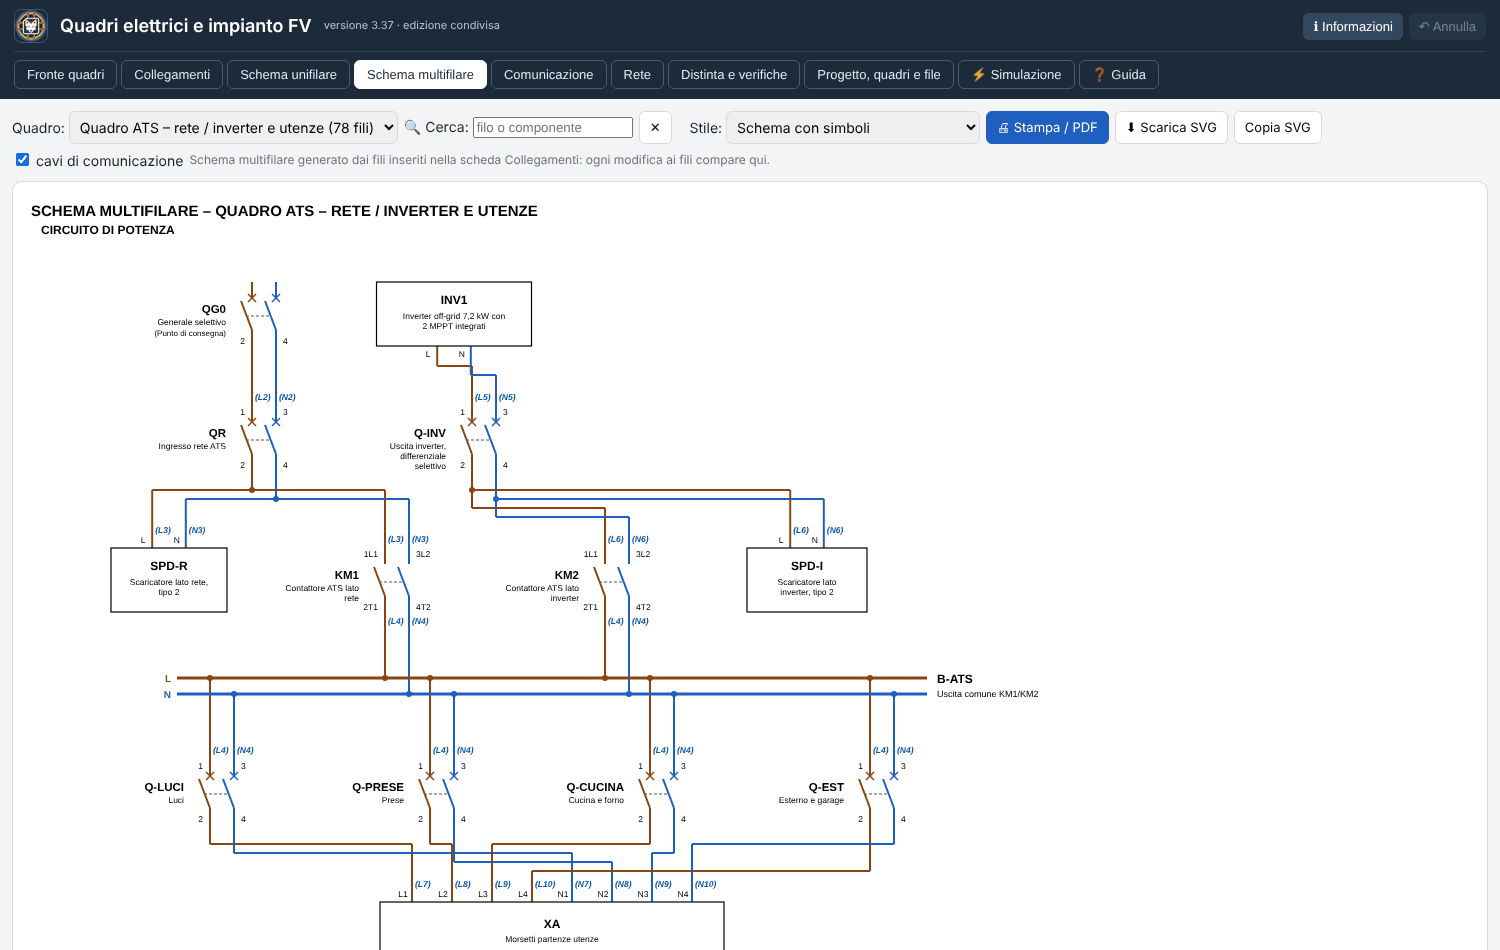 Quadri elettrici e impianto FV versione 3.37 · edizione condivisa ℹ Informazioni ↶ Annulla
Fronte quadri Collegamenti Schema unifilare Schema multifilare Comunicazione Rete Distinta e verifiche Progetto, quadri e file ⚡ Simulazione ❓ Guida
Quadro: Quadro ATS – rete / inverter e utenze (78 fili) 🔍 Cerca: filo o componente ✕ Stile: Schema con simboli 🖨 Stampa / PDF ⬇ Scarica SVG Copia SVG
cavi di comunicazione Schema multifilare generato dai fili inseriti nella scheda Collegamenti: ogni modifica ai fili compare qui.
SCHEMA MULTIFILARE – QUADRO ATS – RETE / INVERTER E UTENZE
CIRCUITO DI POTENZA
QG0
Generale selettivo
(Punto di consegna)
2 4
INV1
Inverter off-grid 7,2 kW con
2 MPPT integrati
L N
(L2) (N2)
1 3
QR
Ingresso rete ATS
2 4
(L5) (N5)
1 3
Q-INV
Uscita inverter,
differenziale
selettivo
2 4
(L3) (N3)
L N
SPD-R
Scaricatore lato rete,
tipo 2
(L3) (N3)
1L1 3L2
KM1
Contattore ATS lato
rete
2T1 4T2
(L4) (N4)
(L6) (N6)
1L1 3L2
KM2
Contattore ATS lato
inverter
2T1 4T2
(L4) (N4)
(L6) (N6)
L N
SPD-I
Scaricatore lato
inverter, tipo 2
L
N
B-ATS
Uscita comune KM1/KM2
(L4) (N4)
1 3
Q-LUCI
Luci
2 4
(L4) (N4)
1 3
Q-PRESE
Prese
2 4
(L4) (N4)
1 3
Q-CUCINA
Cucina e forno
2 4
(L4) (N4)
1 3
Q-EST
Esterno e garage
2 4
(L7) (L8) (L9) (L10) (N7) (N8) (N9) (N10)
L1 L2 L3 L4 N1 N2 N3 N4
XA
Morsetti partenze utenze